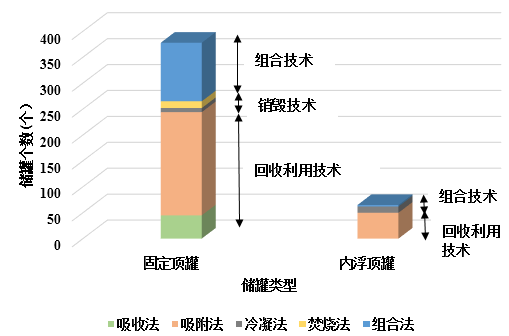 400
350
300
250
200
150
100
50
0
储罐个数(个)
组合技术
销毁技术
回收利用技术
组合技术
回收利用
技术
固定顶罐
内浮顶罐
储罐类型
吸收法
吸附法
冷凝法
焚烧法
组合法